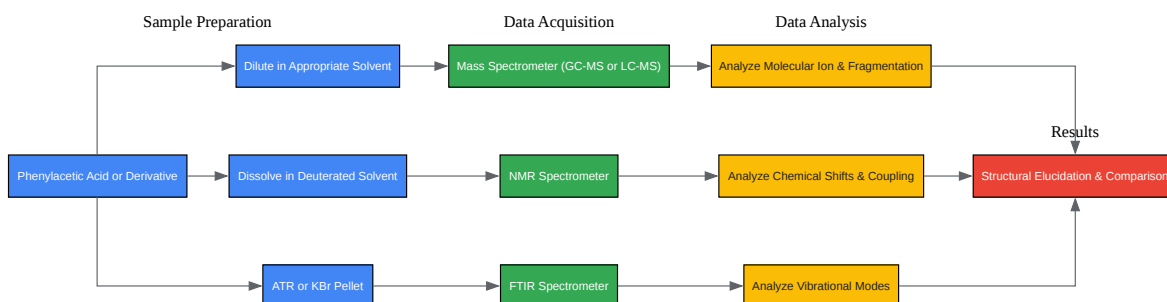 Sample Preparation
Data Acquisition
Data Analysis
Dilute in Appropriate Solvent
Mass Spectrometer (GC-MS or LC-MS)
Analyze Molecular Ion & Fragmentation
Results
Phenylacetic Acid or Derivative
Dissolve in Deuterated Solvent
NMR Spectrometer
Analyze Chemical Shifts & Coupling
Structural Elucidation & Comparison
ATR or KBr Pellet
FTIR Spectrometer
Analyze Vibrational Modes